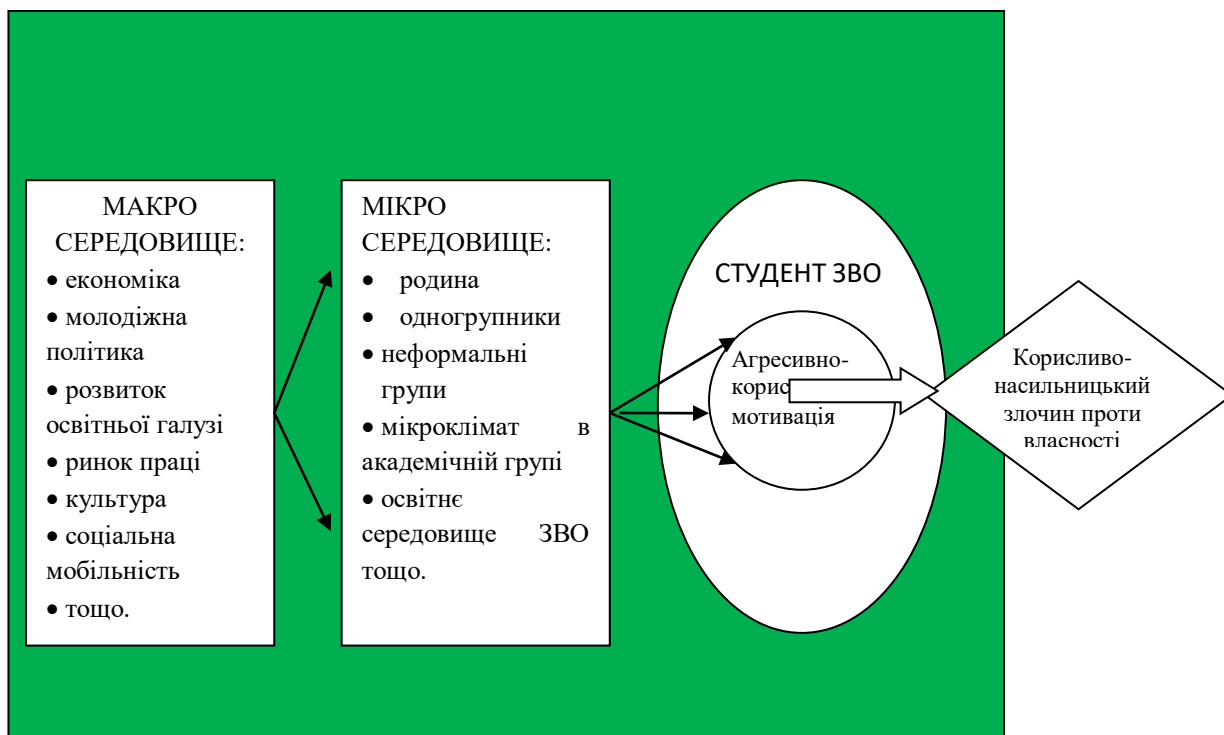 МАКРО
СЕРЕДОВИЩЕ:
• економіка
• молодіжна
політика
• розвиток
освітньої галузі
• ринок праці
• культура
• соціальна
мобільність
• тощо.
МІКРО
СЕРЕДОВИЩЕ:
• родина
• одногрупники
• неформальні
групи
• мікроклімат в
академічній групі
• освітнє
середовище ЗВО
тощо.
СТУДЕНТ ЗВО
Агресивно-
мотивація
Корисливо-
насильницький
злочин проти
власності